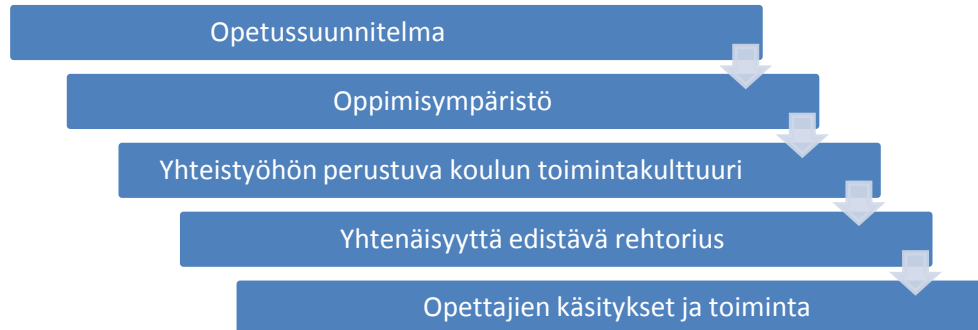 Opetussuunnitelma
Oppimisympäristö
Yhteistyöhön perustuva koulun toimintakulttuuri
Yhtenäisyyttä edistävä rehtorius
Opettajien käsitykset ja toiminta